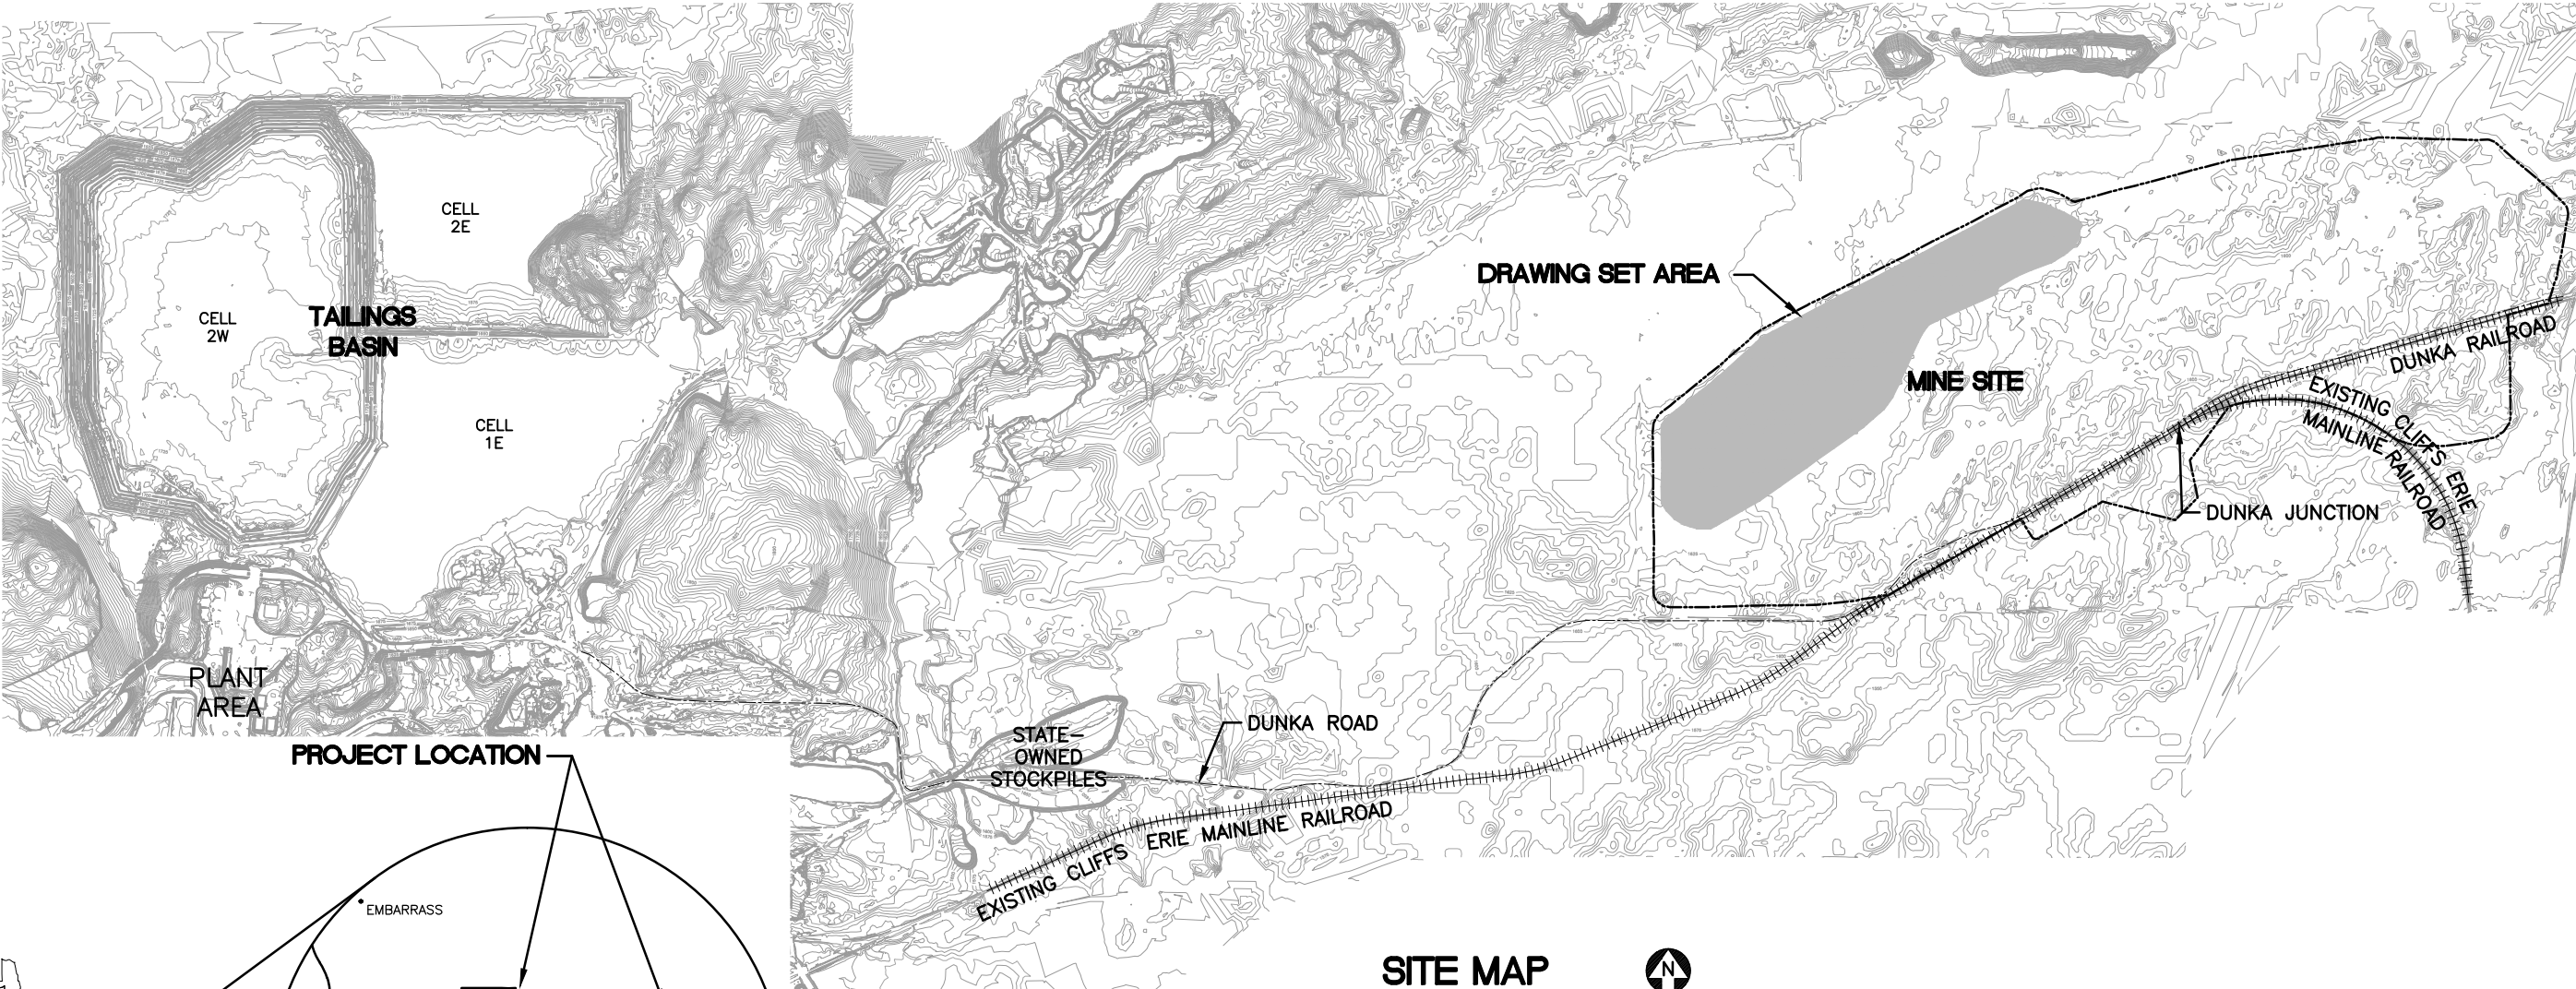 CELL
2E
CELL
2W
TAILINGS
BASIN
CELL
1E
DRAWING SET AREA
MINE SITE
DUNKA RAILROAD
EXISTING CLIFFS ERIE
MAINLINE RAILROAD
DUNKA JUNCTION
PLANT
AREA
STATE-
OWNED
STOCKPILES
DUNKA ROAD
EXISTING CLIFFS ERIE MAINLINE RAILROAD
PROJECT LOCATION
EMBARRASS
SITE MAP
N